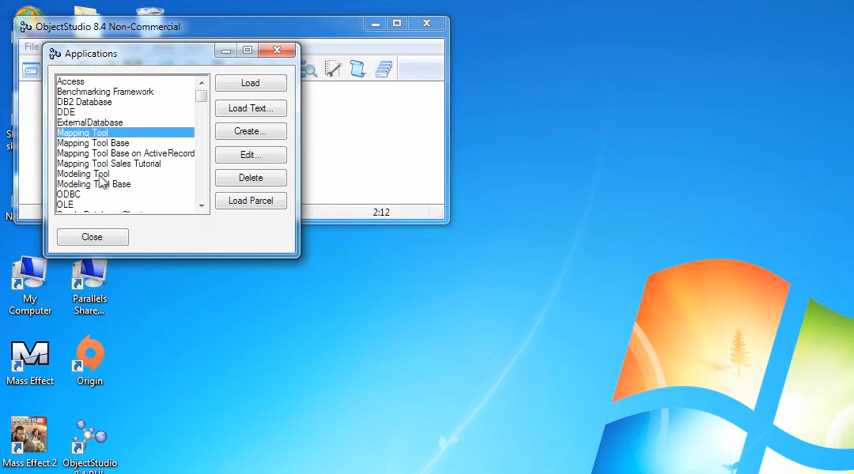 ObjectStudio 8.4 Non-Commercial
File
Applications
Access
Benchmarking Framework
DB2 Database
DDE
ExternalDatabase
Mapping Tool
Mapping Tool Base
Mapping Tool Base on ActiveRecord
Mapping Tool Sales Tutorial
Modeling Tool
Modeling Tool Base
ODBC
OLE
Load
Load Text...
Create...
Edit...
Delete
Load Parcel
Close
2:12
My
Computer
Parallels
Share...
Mass Effect
Origin
Mass Effect 2
ObjectStudio